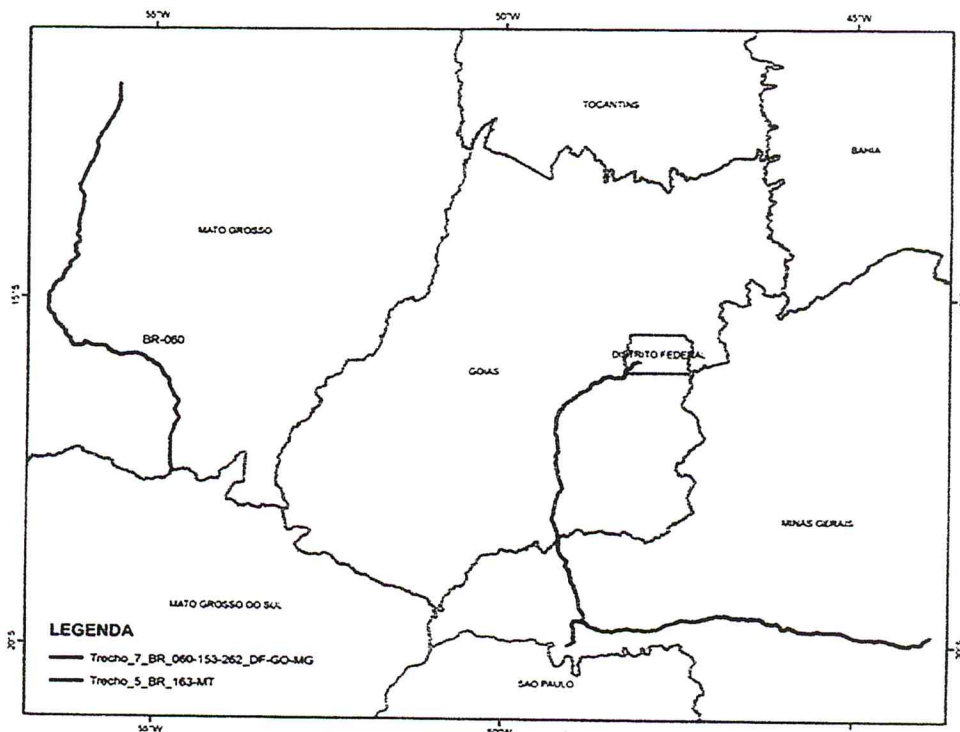 55°W 50°W 45°W
TOCANTINS
BAHIA
MATO GROSSO
15°S
BR-060
DISTRITO FEDERAL
GOIAS
MINAS GERAIS
MATO GROSSO DO SUL
LEGENDA
Trecho_7_BR_060-153-262_DF-GO-MG
Trecho_5_BR_163-MT
20°S
SAO PAULO
55°W